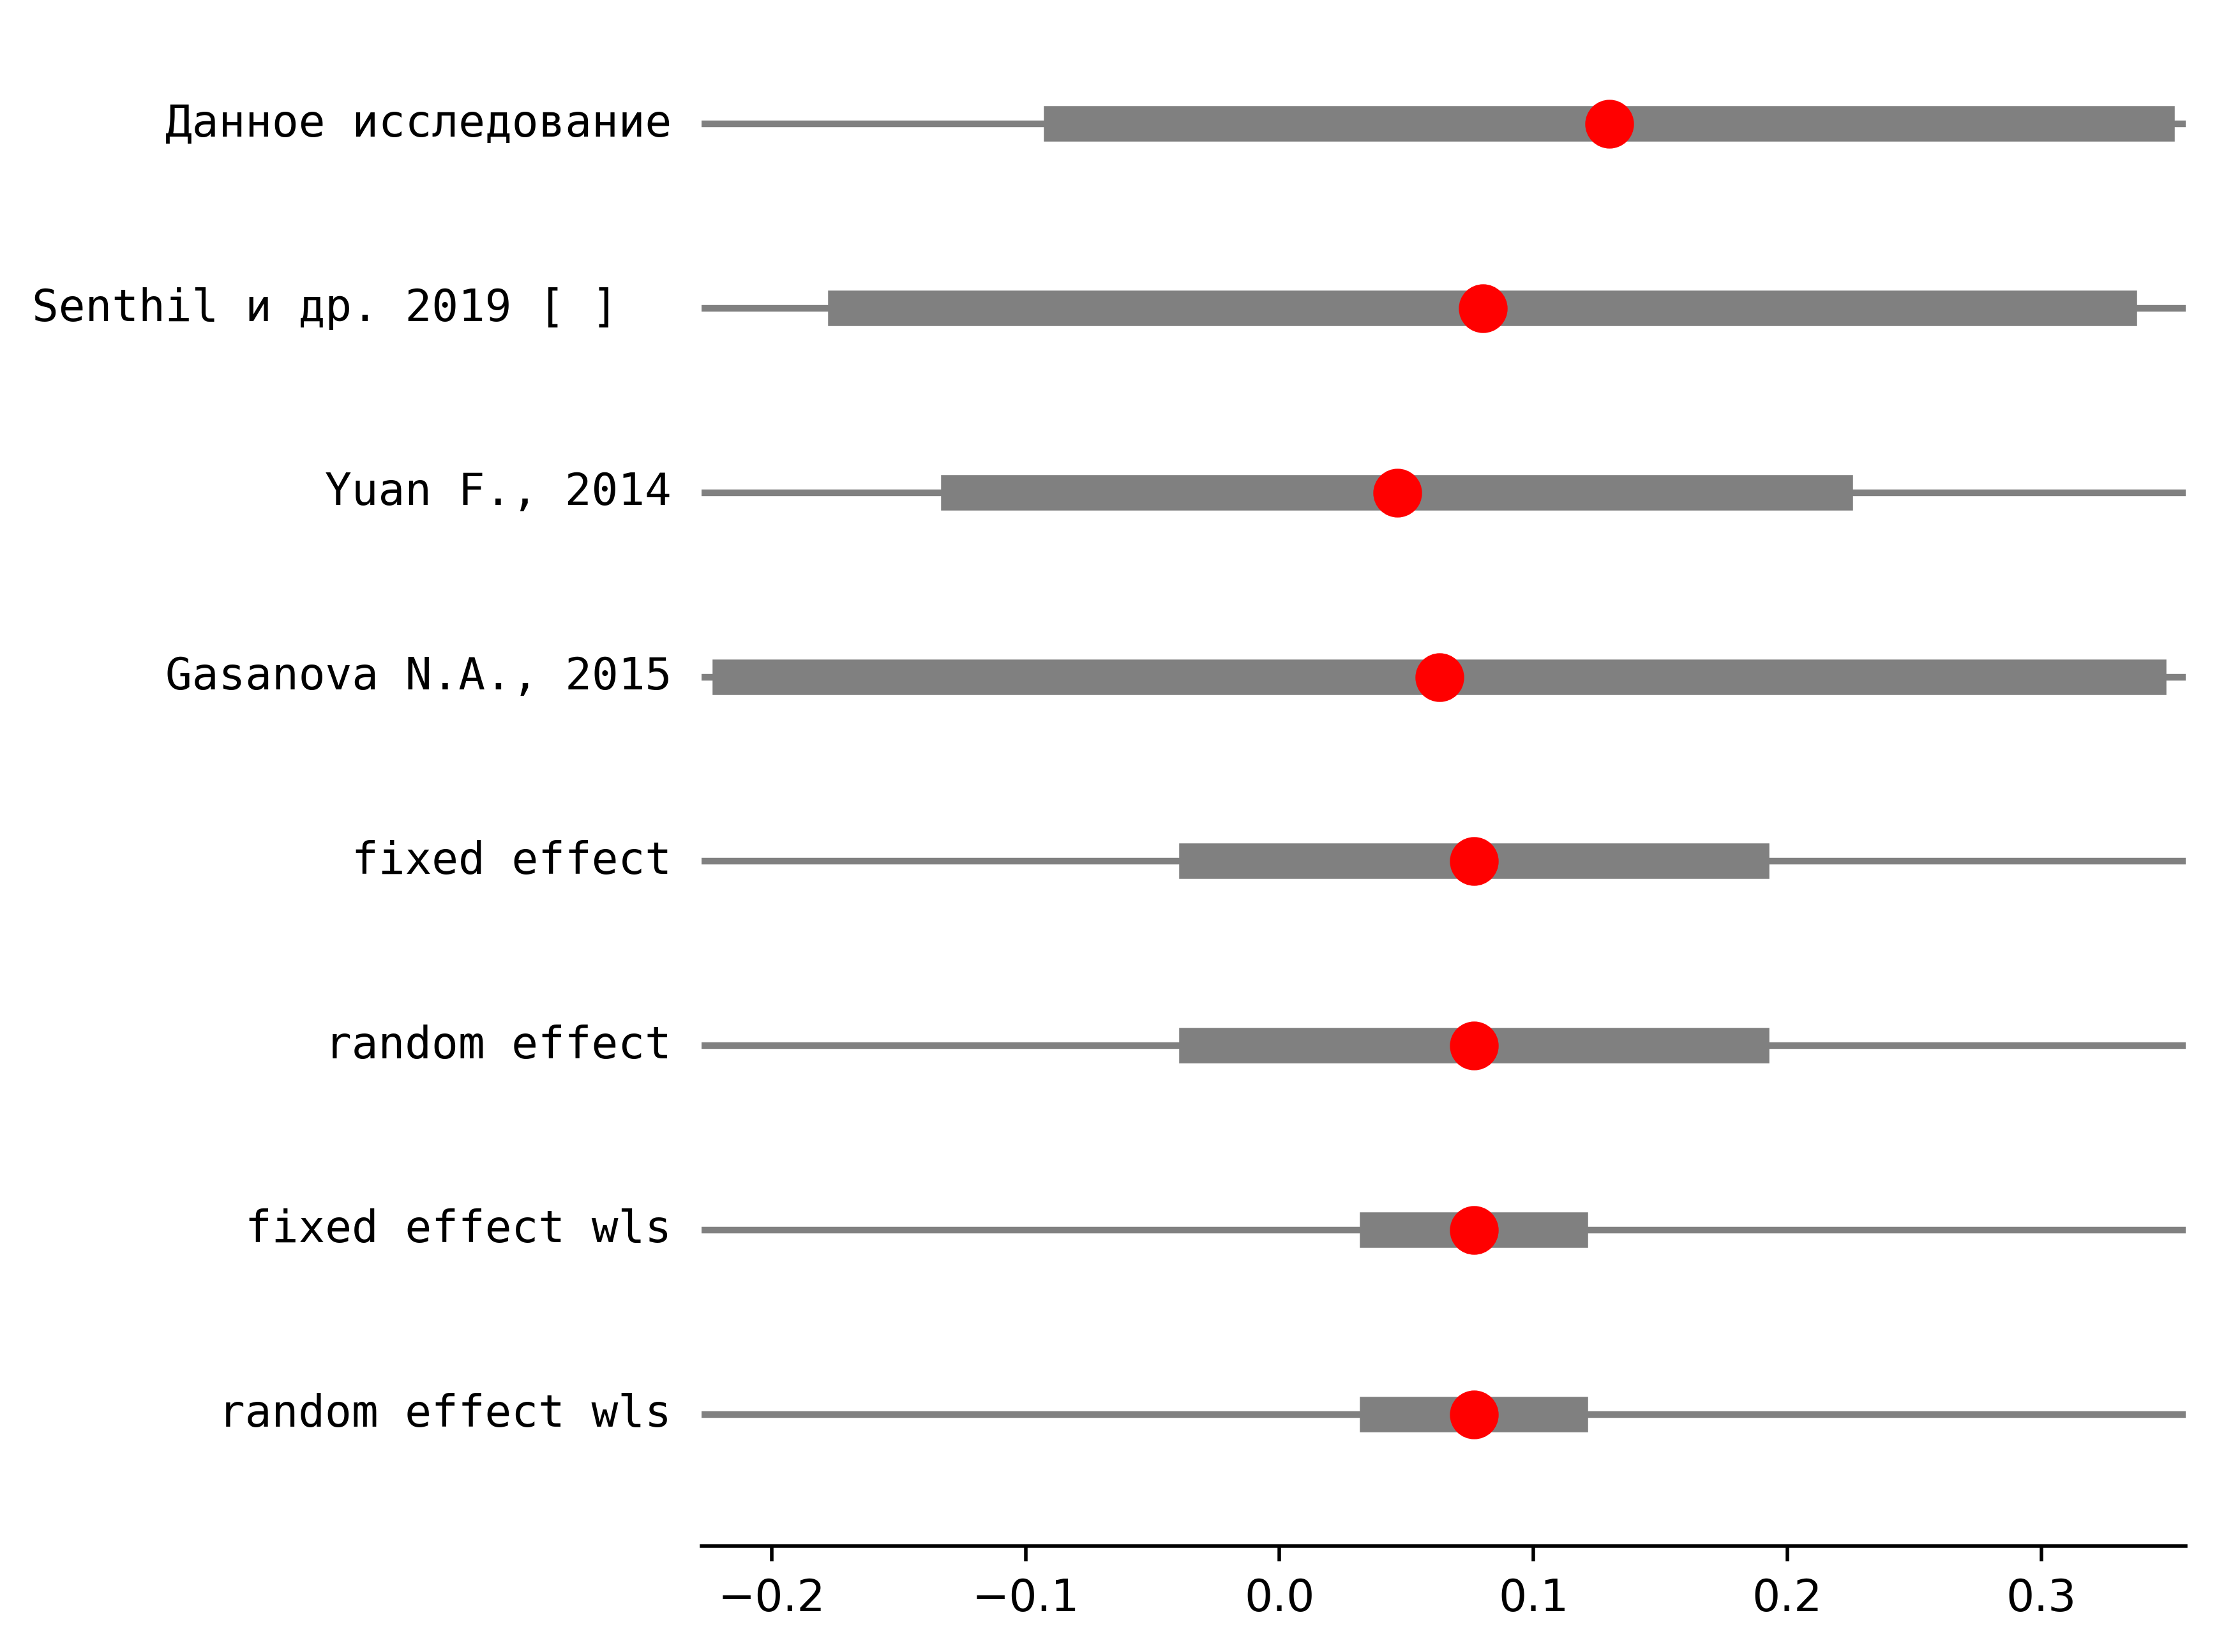 Данное исследование
Senthil и др. 2019 [ ]
Yuan F., 2014
Gasanova N.A., 2015
fixed effect
random effect
fixed effect wls
random effect wls
−0.2 −0.1 0.0 0.1 0.2 0.3